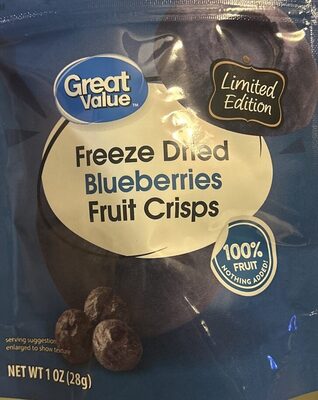 Great
Value™
Limited
Edition
Freeze Dried
Blueberries
Fruit Crisps
100%
FRUIT
NOTHING ADDED!
serving suggestion
enlarged to show texture
NET WT 1 OZ (28g)